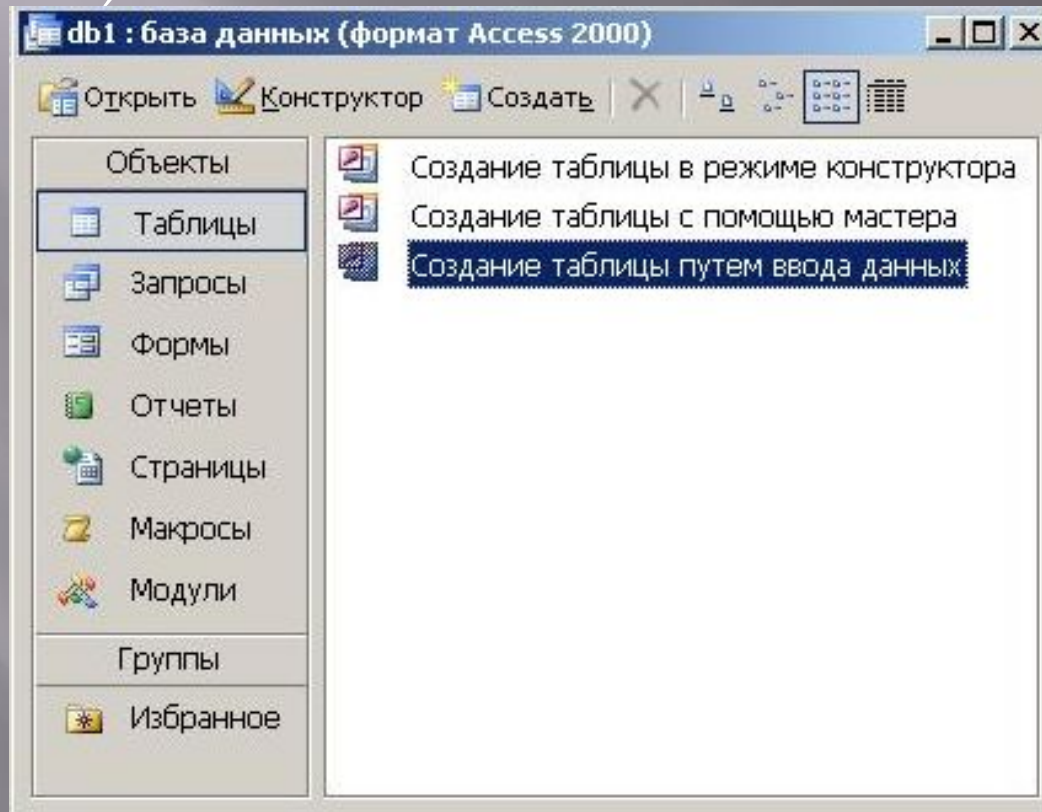 db1 : база данных (формат Access 2000)
Открыть Конструктор Создать
Объекты
Таблицы
Запросы
Формы
Отчеты
Страницы
Макросы
Модули
Группы
Избранное
Создание таблицы в режиме конструктора
Создание таблицы с помощью мастера
Создание таблицы путем ввода данных